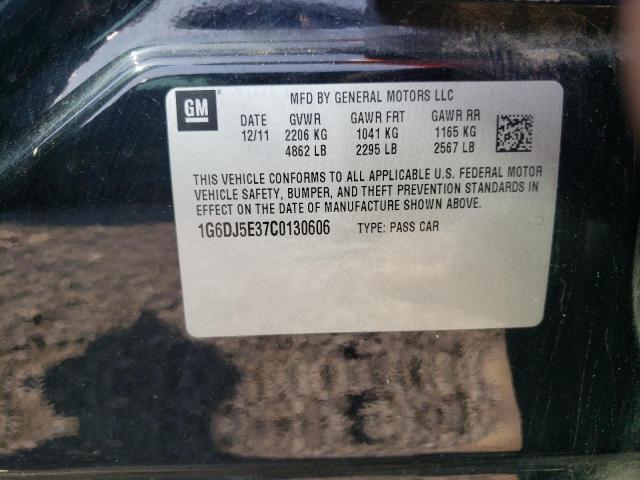 GM ®
MFD BY GENERAL MOTORS LLC
DATE GVWR GAWR FRT GAWR RR
12/11 2206 KG 1041 KG 1165 KG
4862 LB 2295 LB 2567 LB
THIS VEHICLE CONFORMS TO ALL APPLICABLE U.S. FEDERAL MOTOR
VEHICLE SAFETY, BUMPER, AND THEFT PREVENTION STANDARDS IN
EFFECT ON THE DATE OF MANUFACTURE SHOWN ABOVE.
1G6DJ5E37C0130606 TYPE: PASS CAR